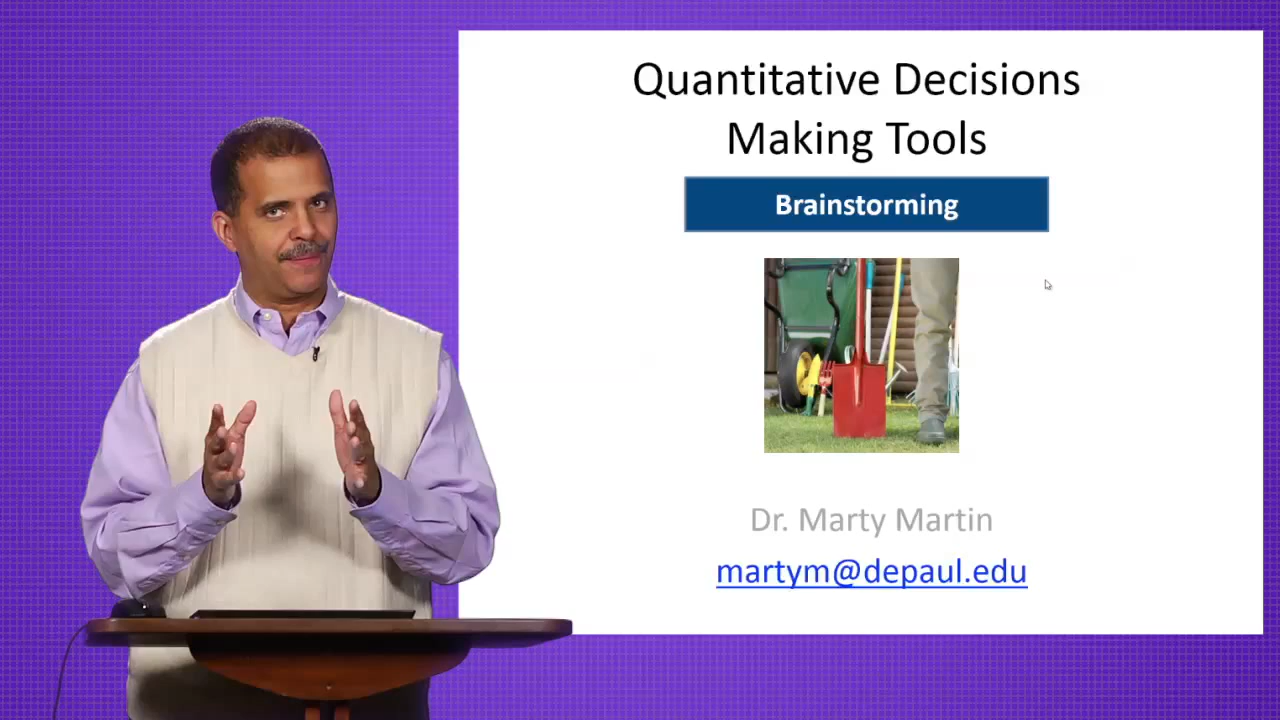 Quantitative Decisions
Making Tools
Brainstorming
Dr. Marty Martin
martym@depaul.edu